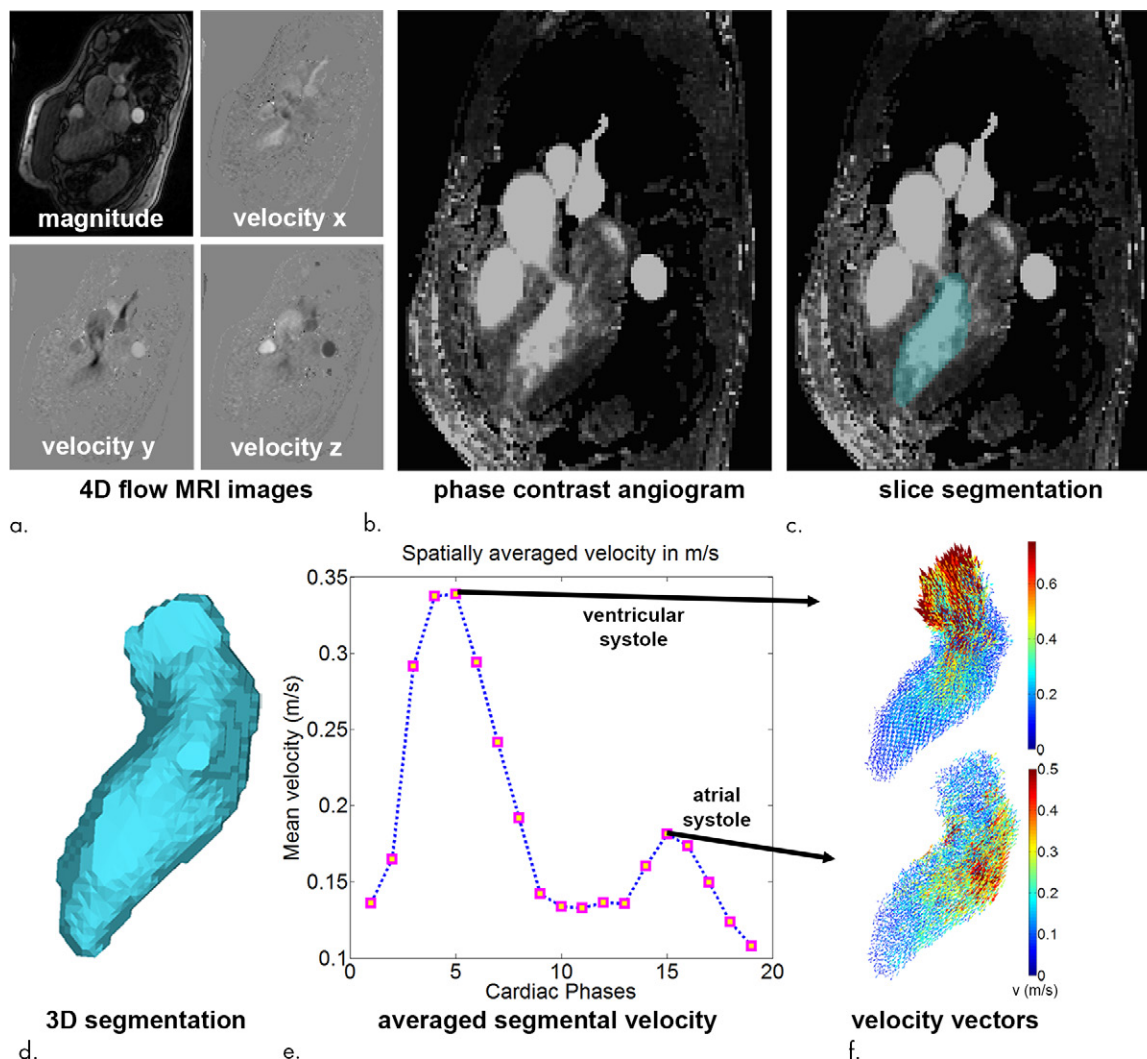 magnitude
velocity x
velocity y
velocity z
4D flow MRI images
phase contrast angiogram
slice segmentation
a.
b.
c.
Spatially averaged velocity in m/s
0.35
0.3
0.25
0.2
0.15
0.1
Mean velocity (m/s)
0
5
10
15
20
Cardiac Phases
ventricular
systole
atrial
systole
0.6
0.4
0.2
0
0.5
0.4
0.3
0.2
0.1
0
v (m/s)
3D segmentation
averaged segmental velocity
velocity vectors
d.
e.
f.